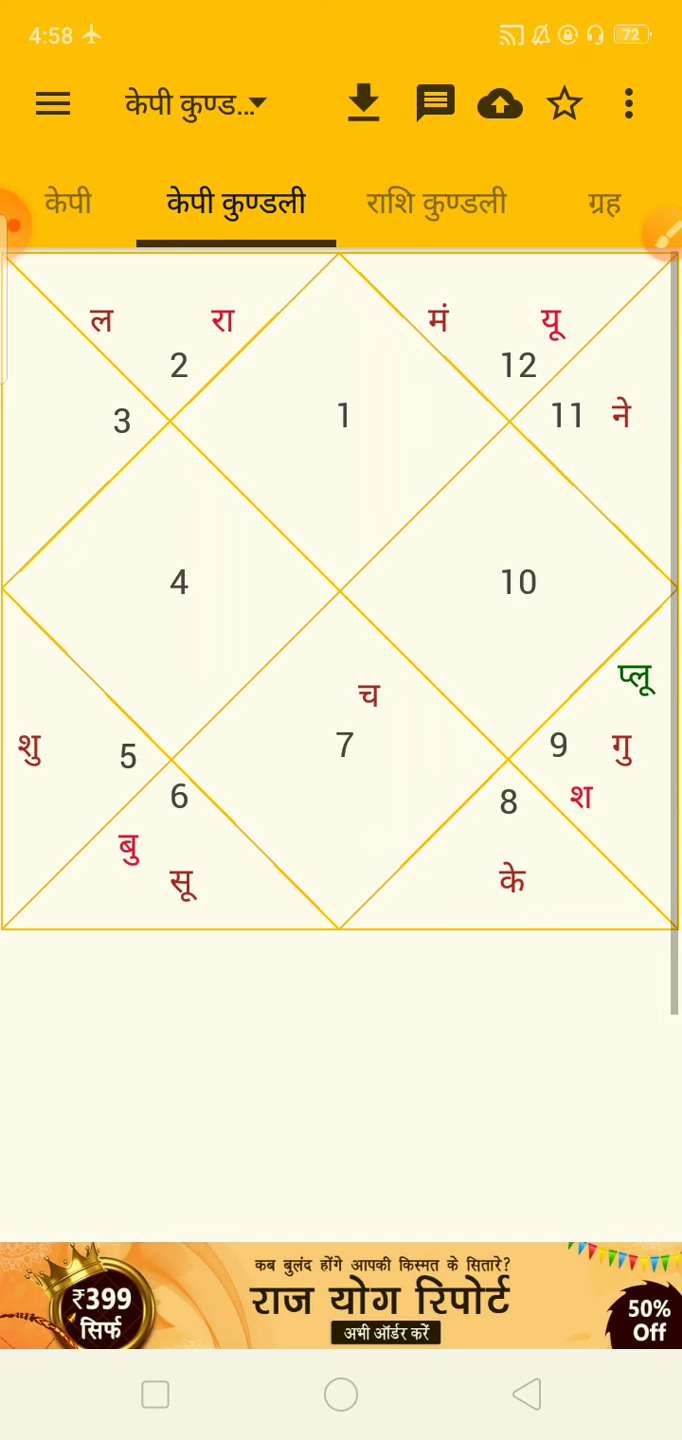 4:58 72
केपी कुण्ड...
केपी केपी कुण्डली राशि कुण्डली ग्रह
ल रा मं यू
2 12
3 1 11 ने
4 10
प्लू
च
शु 5 7 9 गु
6 8 श
बु
सू के
कब बुलंद होंगे आपकी किस्मत के सितारे?
₹399 राज योग रिपोर्ट 50%
सिर्फ अभी ऑर्डर करें Off